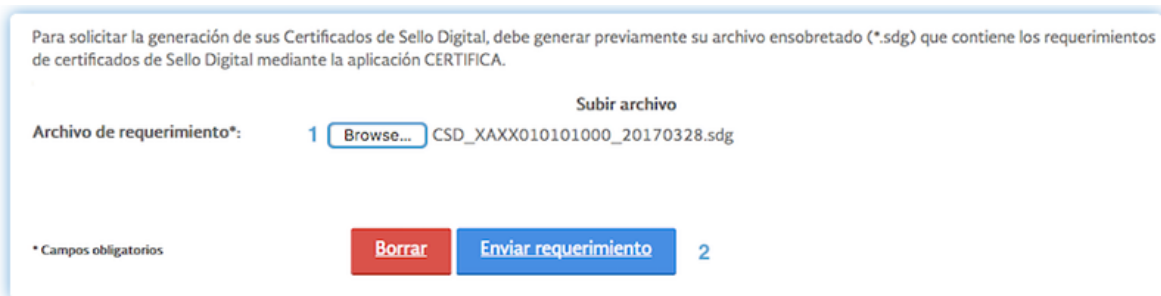 Para solicitar la generación de sus Certificados de Sello Digital, debe generar previamente su archivo ensobretado (*.sdg) que contiene los requerimientos
de certificados de Sello Digital mediante la aplicación CERTIFICA.
Subir archivo
Archivo de requerimiento*: 1 Browse... CSD_XAXX010101000_20170328.sdg
* Campos obligatorios Borrar Enviar requerimiento 2